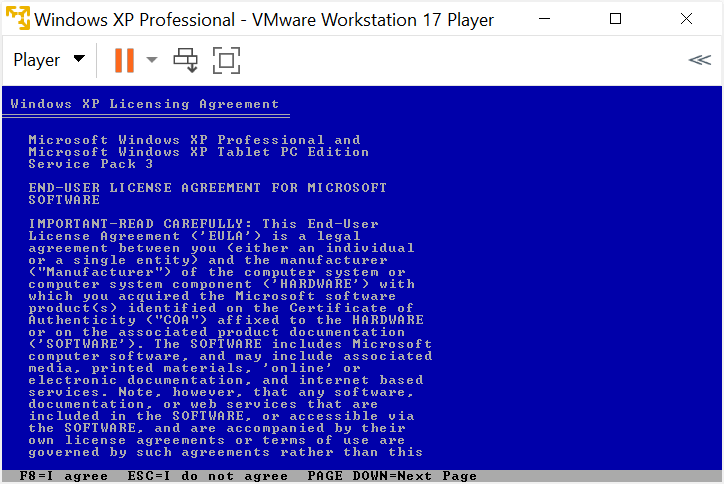 Windows XP Professional - VMware Workstation 17 Player
Player
Windows XP Licensing Agreement
Microsoft Windows XP Professional and
Microsoft Windows XP Tablet PC Edition
Service Pack 3
END-USER LICENSE AGREEMENT FOR MICROSOFT
SOFTWARE
IMPORTANT-READ CAREFULLY: This End-User
License Agreement ('EULA') is a legal
agreement between you (either an individual
or a single entity) and the manufacturer
("Manufacturer") of the computer system or
computer system component ('HARDWARE') with
which you acquired the Microsoft software
product(s) identified on the Certificate of
Authenticity ("COA") affixed to the HARDWARE
or on the associated product documentation
('SOFTWARE'). The SOFTWARE includes Microsoft
computer software, and may include associated
media, printed materials, 'online' or
electronic documentation, and internet based
services. Note, however, that any software,
documentation, or web services that are
included in the SOFTWARE, or accessible via
the SOFTWARE, and are accompanied by their
own license agreements or terms of use are
governed by such agreements rather than this
F8=I agree  ESC=I do not agree  PAGE DOWN=Next Page